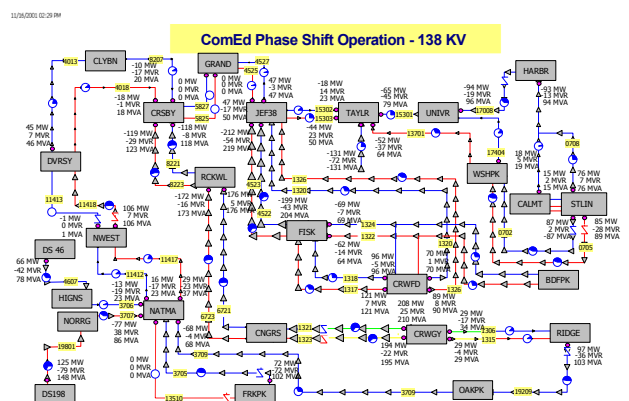 11/16/2001 02:29 PM
ComEd Phase Shift Operation - 138 KV
4013
CLYBN
8207
-10 MW
-17 MVR
20 MVA
GRAND
4527
4525
HARBR
4018
0 MW
0 MVR
0 MVA
0 MW
0 MVR
0 MVA
47 MW
-3 MVR
47 MVA
-18 MW
14 MVR
23 MVA
-65 MW
-45 MVR
79 MVA
-94 MW
-19 MVR
96 MVA
-93 MW
-13 MVR
94 MVA
-18 MW
-1 MVR
18 MVA
CRSBY
5827
5825
47 MW
-17 MVR
50 MVA
JEF38
15302
15303
TAYLR
15301
UNIVR
17008
45 MW
7 MVR
46 MVA
-119 MW
-29 MVR
123 MVA
-118 MW
-8 MVR
118 MVA
-212 MW
-54 MVR
219 MVA
-44 MW
23 MVR
50 MVA
-52 MW
-37 MVR
64 MVA
13701
17404
18 MW
5 MVR
19 MVA
0708
DVRSY
8221
8223
RCKWL
4523
4522
1326
1320
-131 MW
-72 MVR
-131 MVA
WSHPK
15 MW
2 MVR
15 MVA
76 MW
7 MVR
76 MVA
11413
-172 MW
-16 MVR
173 MVA
176 MW
5 MVR
176 MVA
-199 MW
-43 MVR
204 MVA
-69 MW
-7 MVR
69 MVA
CALMT
STLIN
11418
106 MW
7 MVR
106 MVA
-1 MW
0 MVR
1 MVA
FISK
1324
1322
0702
87 MW
2 MVR
-87 MVA
85 MW
-28 MVR
89 MVA
0705
DS 46
NWEST
-62 MW
-14 MVR
64 MVA
96 MW
-5 MVR
96 MVA
70 MW
1 MVR
70 MVA
1320
66 MW
-42 MVR
78 MVA
4607
11412
11417
1318
1317
CRWFD
1326
BDFPK
HIGNS
-13 MW
-19 MVR
23 MVA
16 MW
-17 MVR
23 MVA
29 MW
-23 MVR
37 MVA
121 MW
7 MVR
121 MVA
208 MW
25 MVR
210 MVA
89 MW
8 MVR
90 MVA
3706
3707
NATMA
6723
6721
29 MW
-17 MVR
34 MVA
NORRG
-77 MW
38 MVR
86 MVA
-68 MW
-4 MVR
68 MVA
CNGRS
1321
1323
CRWGY
1306
1315
RIDGE
19801
194 MW
-22 MVR
195 MVA
29 MW
-4 MVR
29 MVA
97 MW
-36 MVR
103 MVA
3709
125 MW
-79 MVR
148 MVA
0 MW
0 MVR
0 MVA
3705
72 MW
-72 MVR
102 MVA
DS198
13510
FRKPK
3709
OAKPK
19209